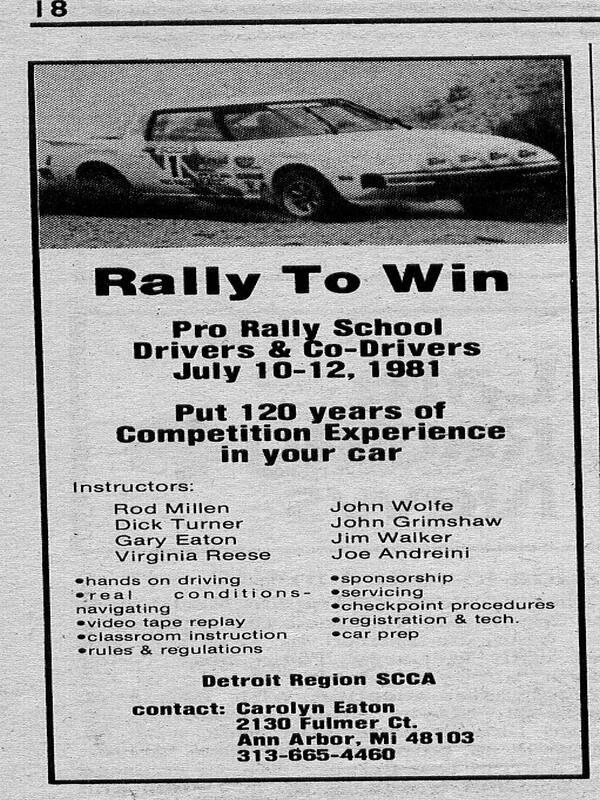 18
Rally To Win
Pro Rally School
Drivers & Co-Drivers
July 10-12, 1981
Put 120 years of
Competition Experience
in your car
Instructors:
Rod Millen
Dick Turner
Gary Eaton
Virginia Reese
John Wolfe
John Grimshaw
Jim Walker
Joe Andreini
•hands on driving
•real conditions-
navigating
•video tape replay
•classroom instruction
•rules & regulations
•sponsorship
•servicing
•checkpoint procedures
•registration & tech.
•car prep
Detroit Region SCCA
contact: Carolyn Eaton
2130 Fulmer Ct.
Ann Arbor, Mi 48103
313-665-4460